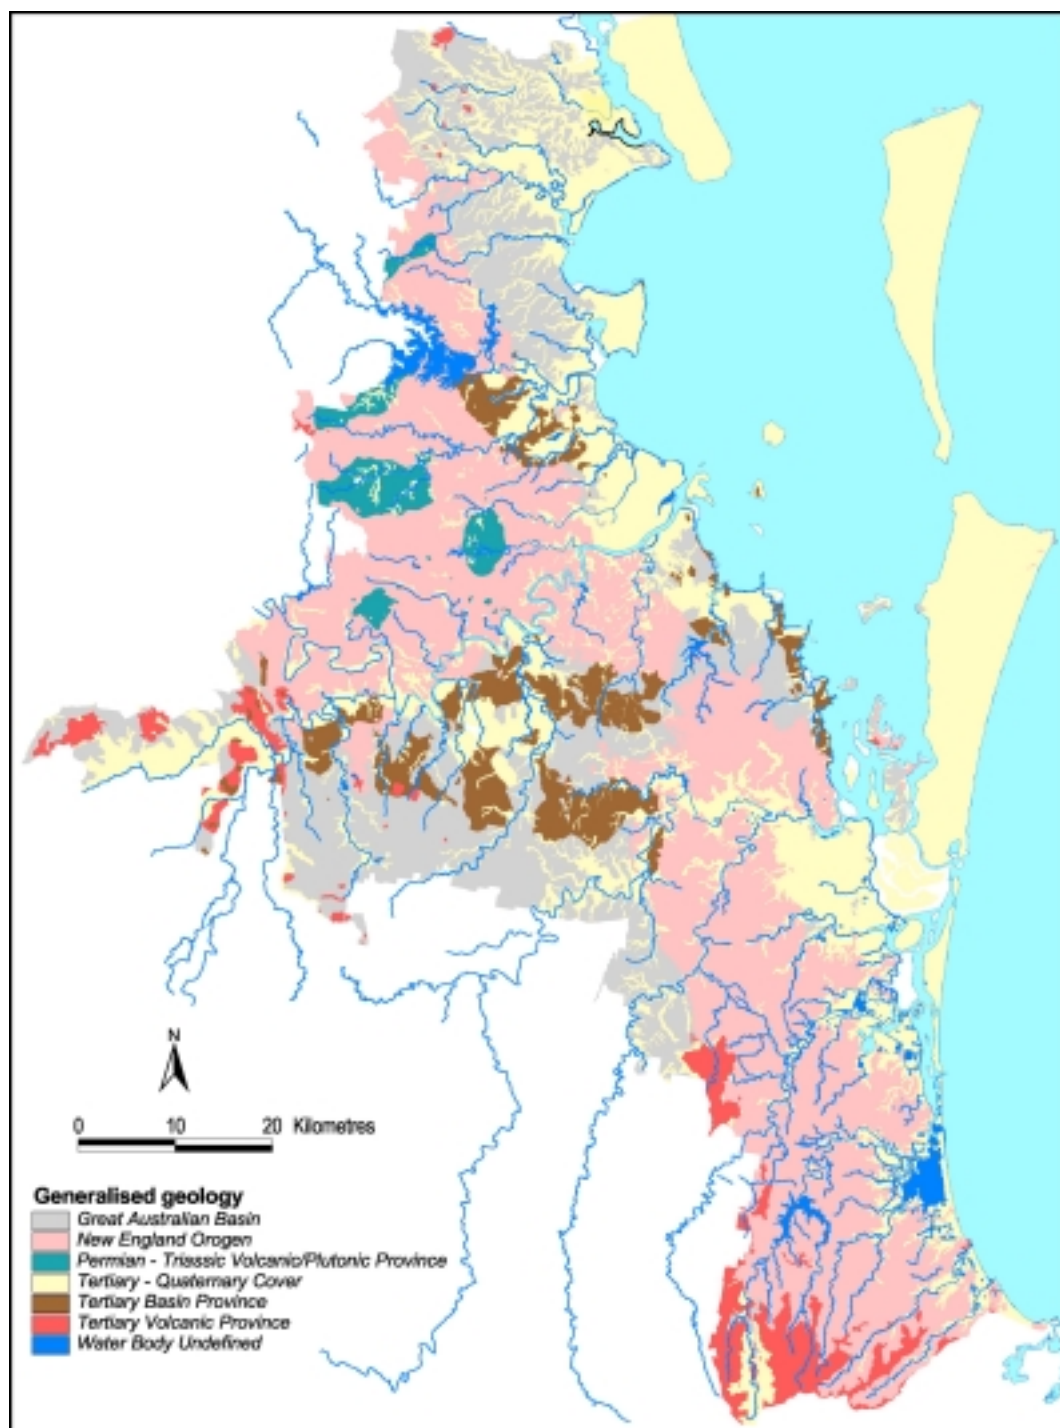 N
0 10 20 Kilometres
Generalised geology
Great Australian Basin
New England Orogen
Permian - Triassic Volcanic/Plutonic Province
Tertiary - Quaternary Cover
Tertiary Basin Province
Tertiary Volcanic Province
Water Body Undefined